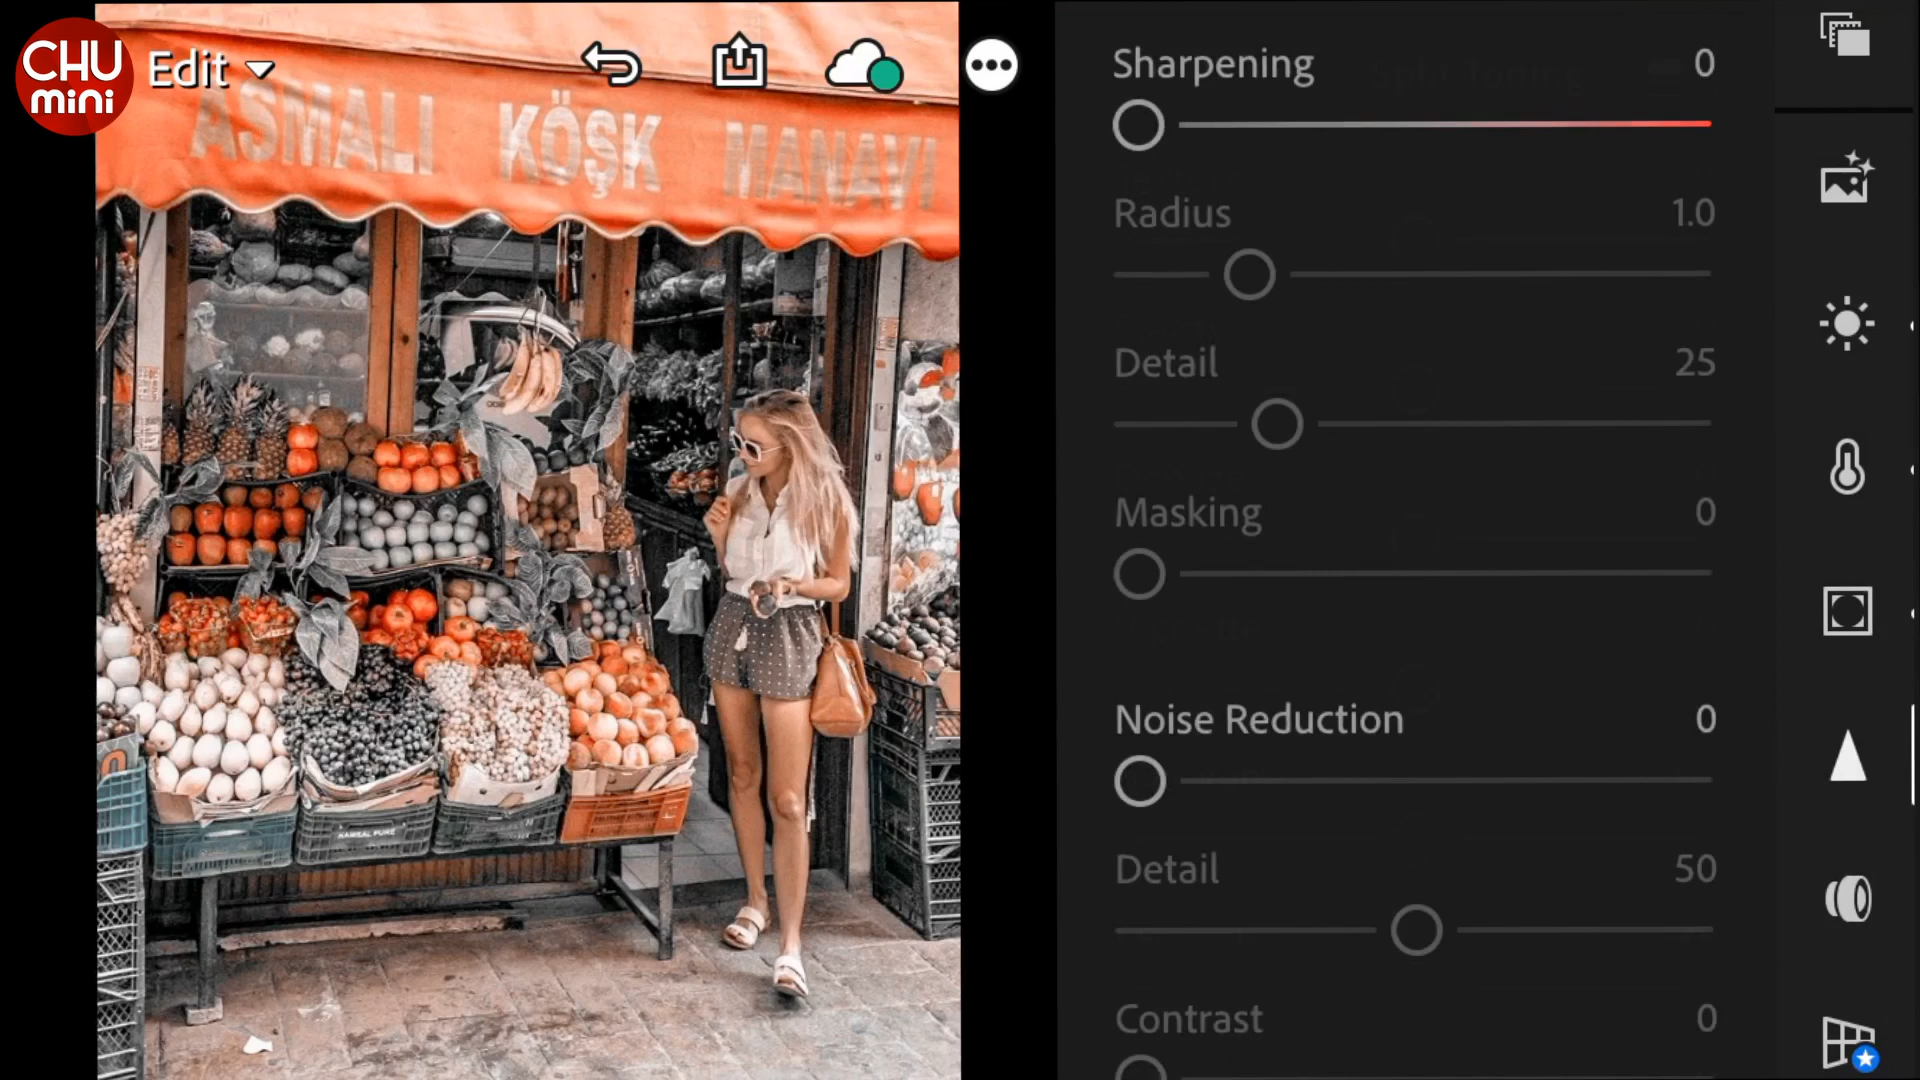 CHU
mini
Edit
ASMALI KÖŞK MANAVI
Sharpening 0
Radius 1.0
Detail 25
Masking 0
Noise Reduction 0
Detail 50
Contrast 0